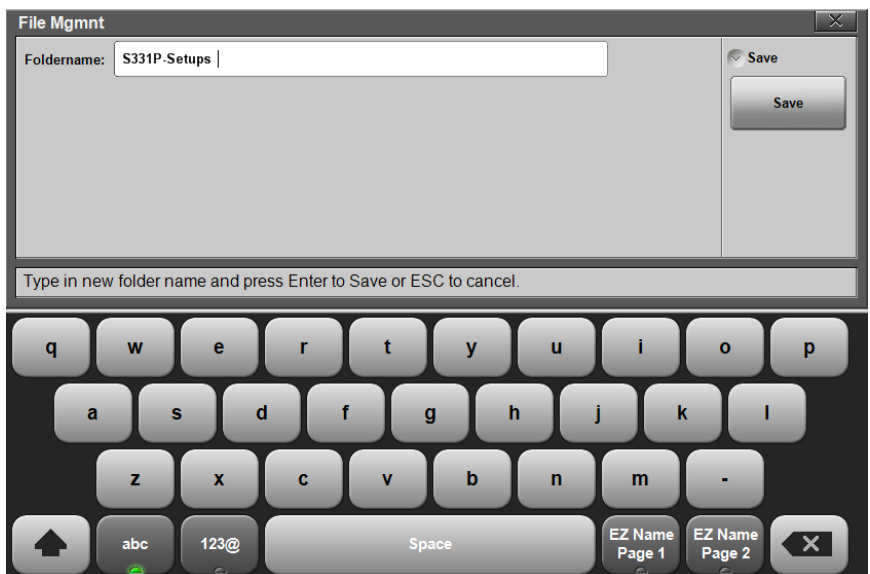 File Mgmnt
Foldername: S331P-Setups
Save
Save
Type in new folder name and press Enter to Save or ESC to cancel.
q w e r t y u i o p
a s d f g h j k l
z x c v b n m -
abc 123@ Space EZ Name Page 1 EZ Name Page 2